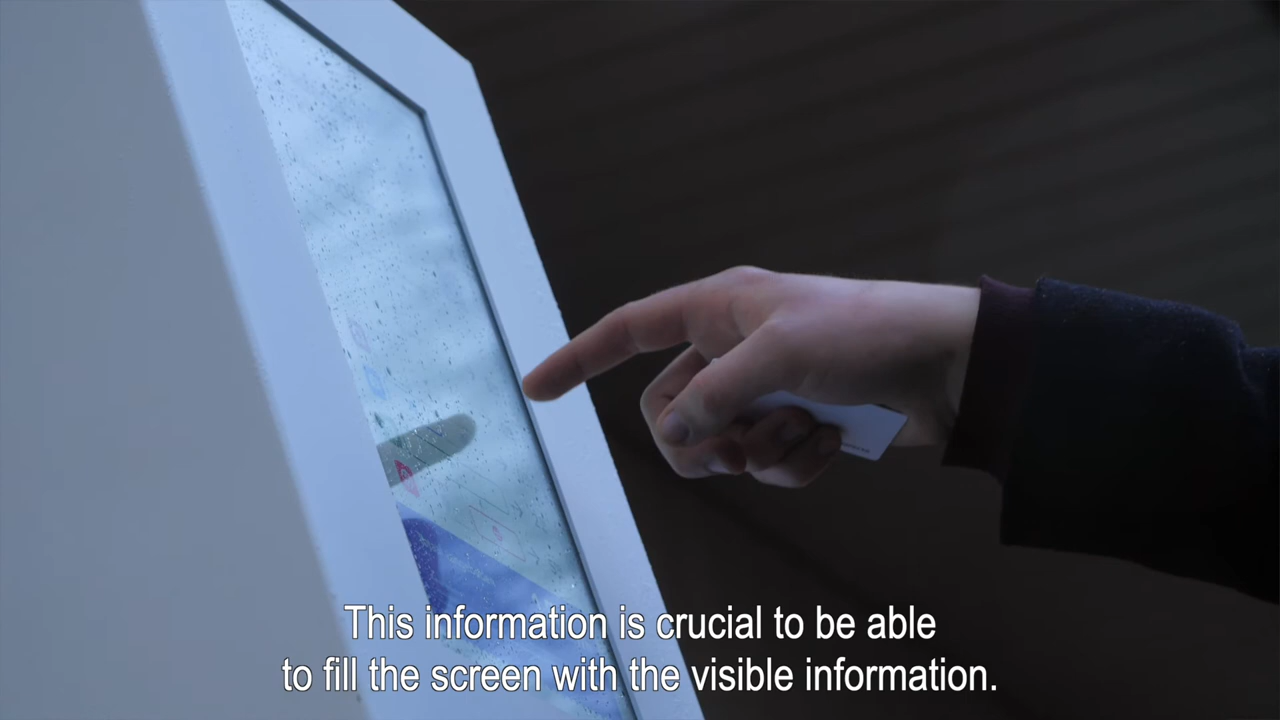 This information is crucial to be able
to fill the screen with the visible information.